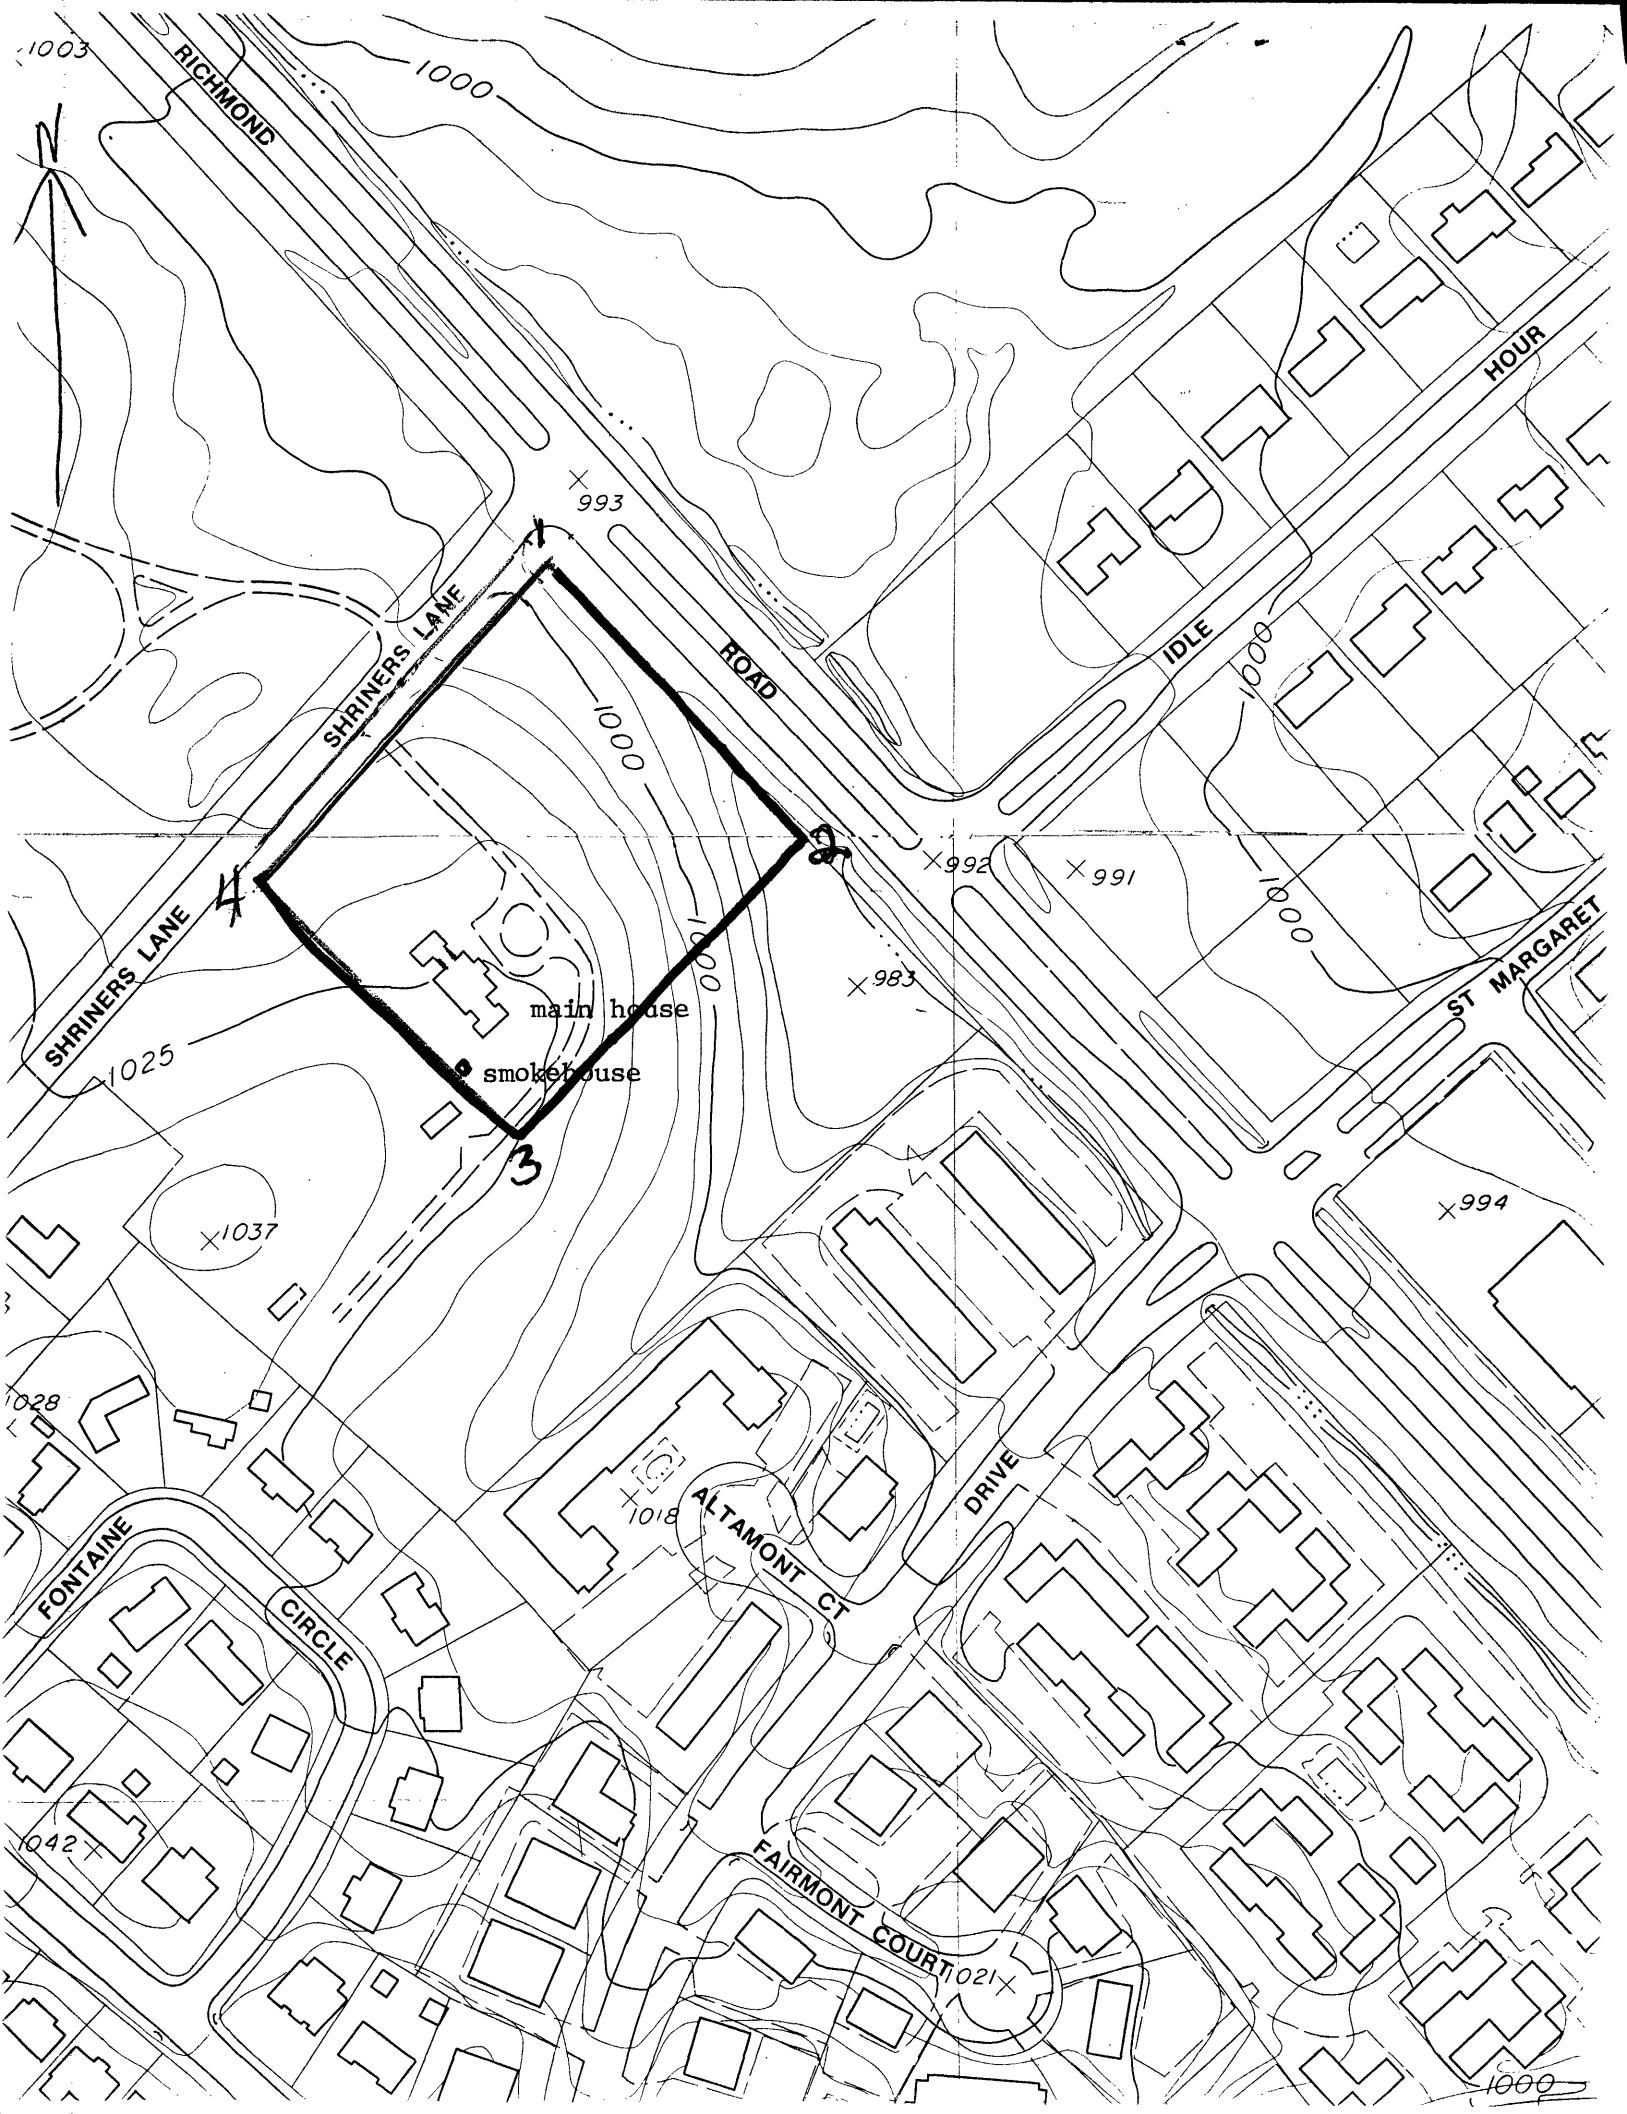 1003
RICHMOND
1000
N
HOUR
993
1
SHRINERS LANE
ROAD
IDLE
1000
1000
2
992
991
1000
4
SHRINERS LANE
1000
983
ST MARGARET
main house
1025
smokehouse
3
1037
994
1028
DRIVE
1018
ALTAMONT CT
FONTAINE
CIRCLE
1042
FAIRMONT COURT
1021
1000